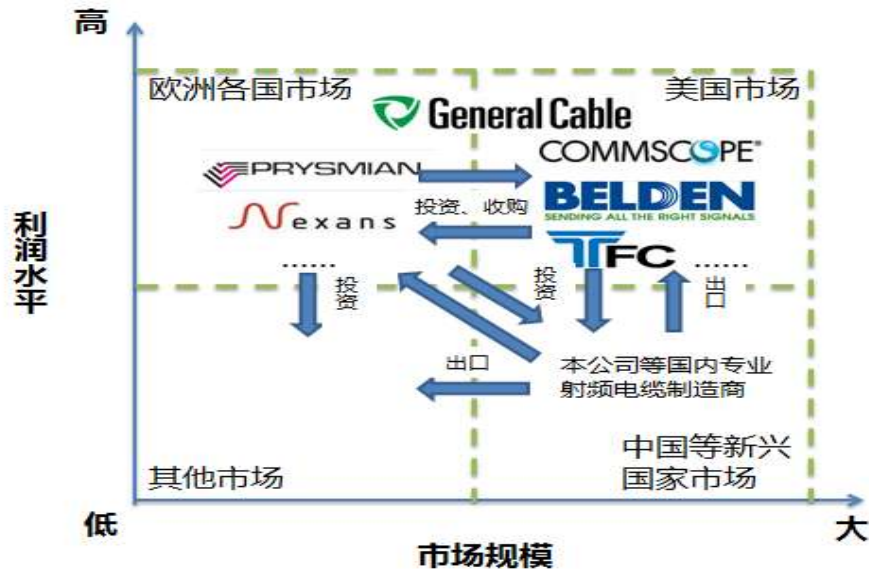 高
欧洲各国市场
美国市场
General Cable
COMMSCOPE®
PRYSMIAN
BELDEN
SENDING ALL THE RIGHT SIGNALS
投资、收购
Nexans
TFC
......
......
投资
投资
出口
利润水平
出口
本公司等国内专业
射频电缆制造商
其他市场
中国等新兴
国家市场
低
大
市场规模